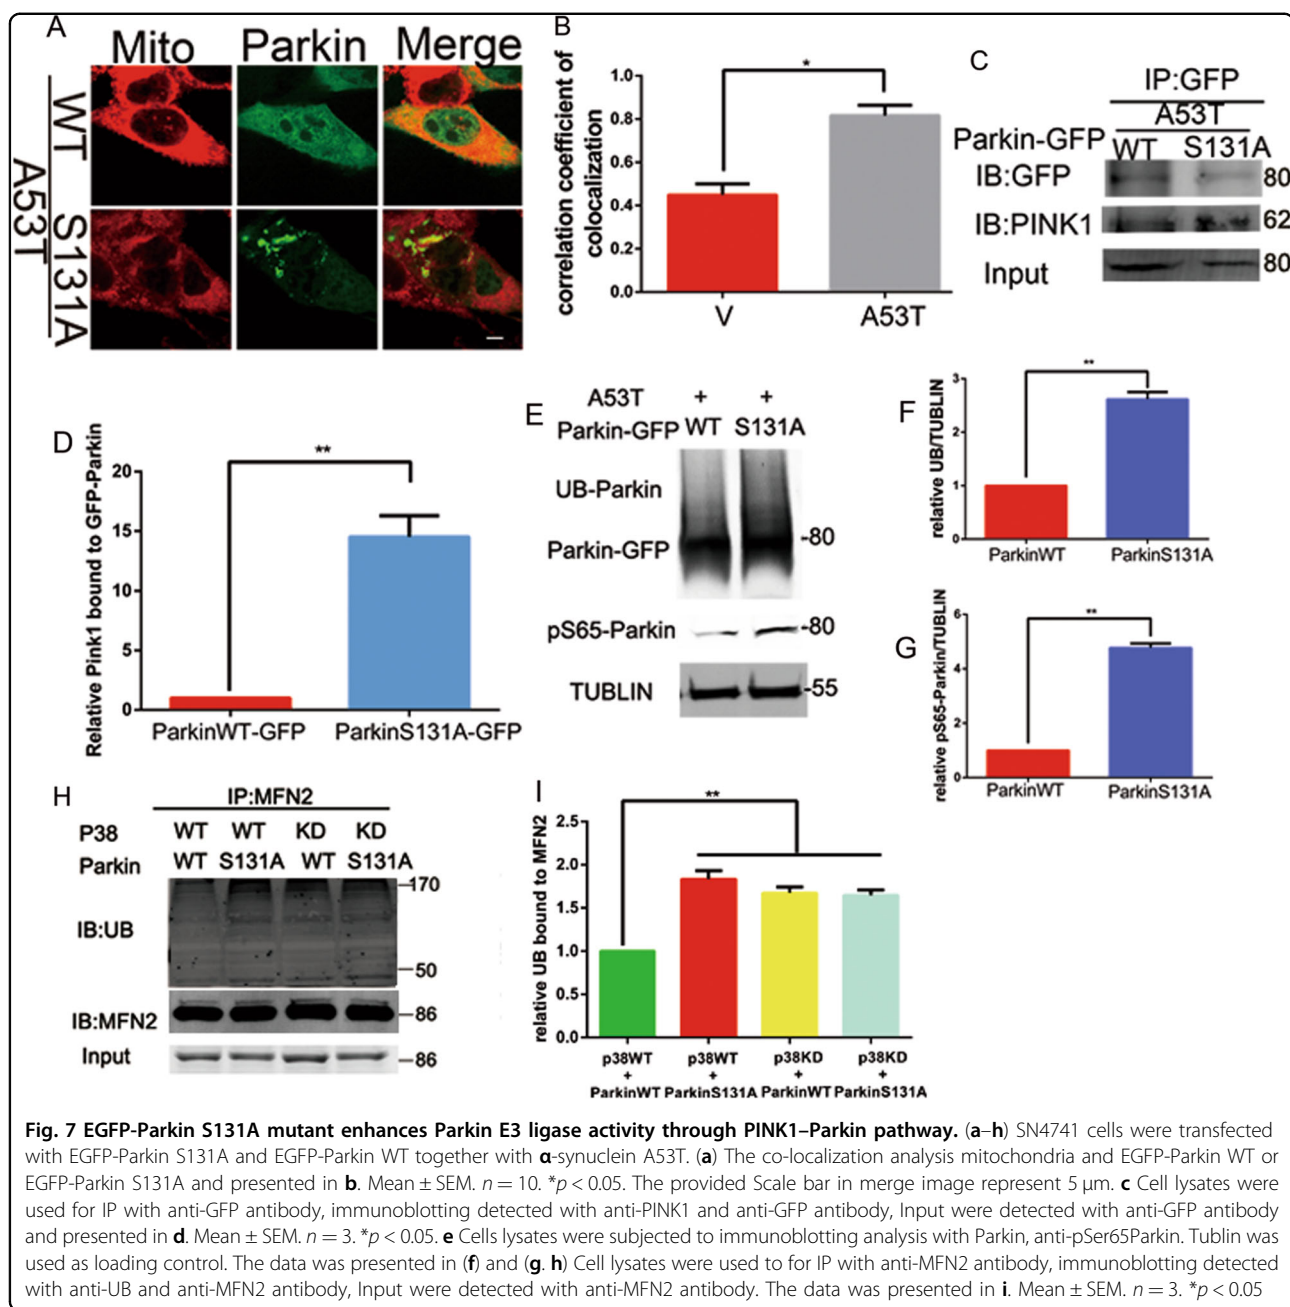 A
Mito Parkin Merge
WT
S131A
A53T
B
correlation coefficient of
colocalization
1.0
0.8
0.6
0.4
0.2
0.0
*
V A53T
C
IP:GFP
A53T
Parkin-GFP WT S131A
IB:GFP 80
IB:PINK1 62
Input 80
D
Relative Pink1 bound to GFP-Parkin
20
15
10
5
0
**
ParkinWT-GFP ParkinS131A-GFP
E
A53T + +
Parkin-GFP WT S131A
UB-Parkin
Parkin-GFP -80
pS65-Parkin -80
TUBLIN -55
F
relative UB/TUBLIN
3
2
1
0
**
ParkinWT ParkinS131A
G
relative pS65-Parkin/TUBLIN
6
4
2
0
**
ParkinWT ParkinS131A
H
IP:MFN2
P38 WT WT KD KD
Parkin WT S131A WT S131A
IB:UB
170
50
IB:MFN2 86
Input 86
I
relative UB bound to MFN2
2.5
2.0
1.5
1.0
0.5
0.0
**
p38WT p38WT p38KD p38KD
+ + + +
ParkinWT ParkinS131A ParkinWT ParkinS131A
Fig. 7 EGFP-Parkin S131A mutant enhances Parkin E3 ligase activity through PINK1–Parkin pathway. (a–h) SN4741 cells were transfected
with EGFP-Parkin S131A and EGFP-Parkin WT together with α-synuclein A53T. (a) The co-localization analysis mitochondria and EGFP-Parkin WT or
EGFP-Parkin S131A and presented in b. Mean ± SEM. n = 10. *p < 0.05. The provided Scale bar in merge image represent 5 μm. c Cell lysates were
used for IP with anti-GFP antibody, immunoblotting detected with anti-PINK1 and anti-GFP antibody, Input were detected with anti-GFP antibody
and presented in d. Mean ± SEM. n = 3. *p < 0.05. e Cells lysates were subjected to immunoblotting analysis with Parkin, anti-pSer65Parkin. Tublin was
used as loading control. The data was presented in (f) and (g. h) Cell lysates were used to for IP with anti-MFN2 antibody, immunoblotting detected
with anti-UB and anti-MFN2 antibody, Input were detected with anti-MFN2 antibody. The data was presented in i. Mean ± SEM. n = 3. *p < 0.05